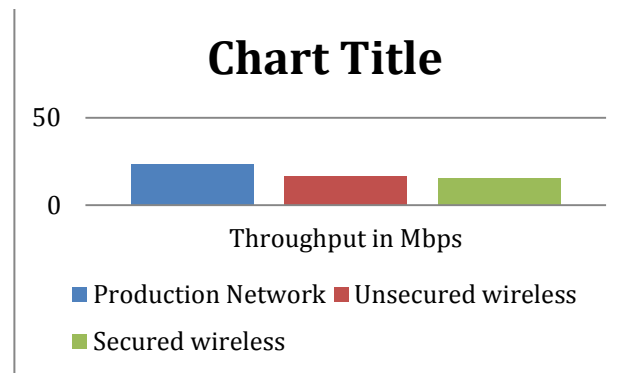 Chart Title
50
0
Throughput in Mbps
Production Network Unsecured wireless
Secured wireless